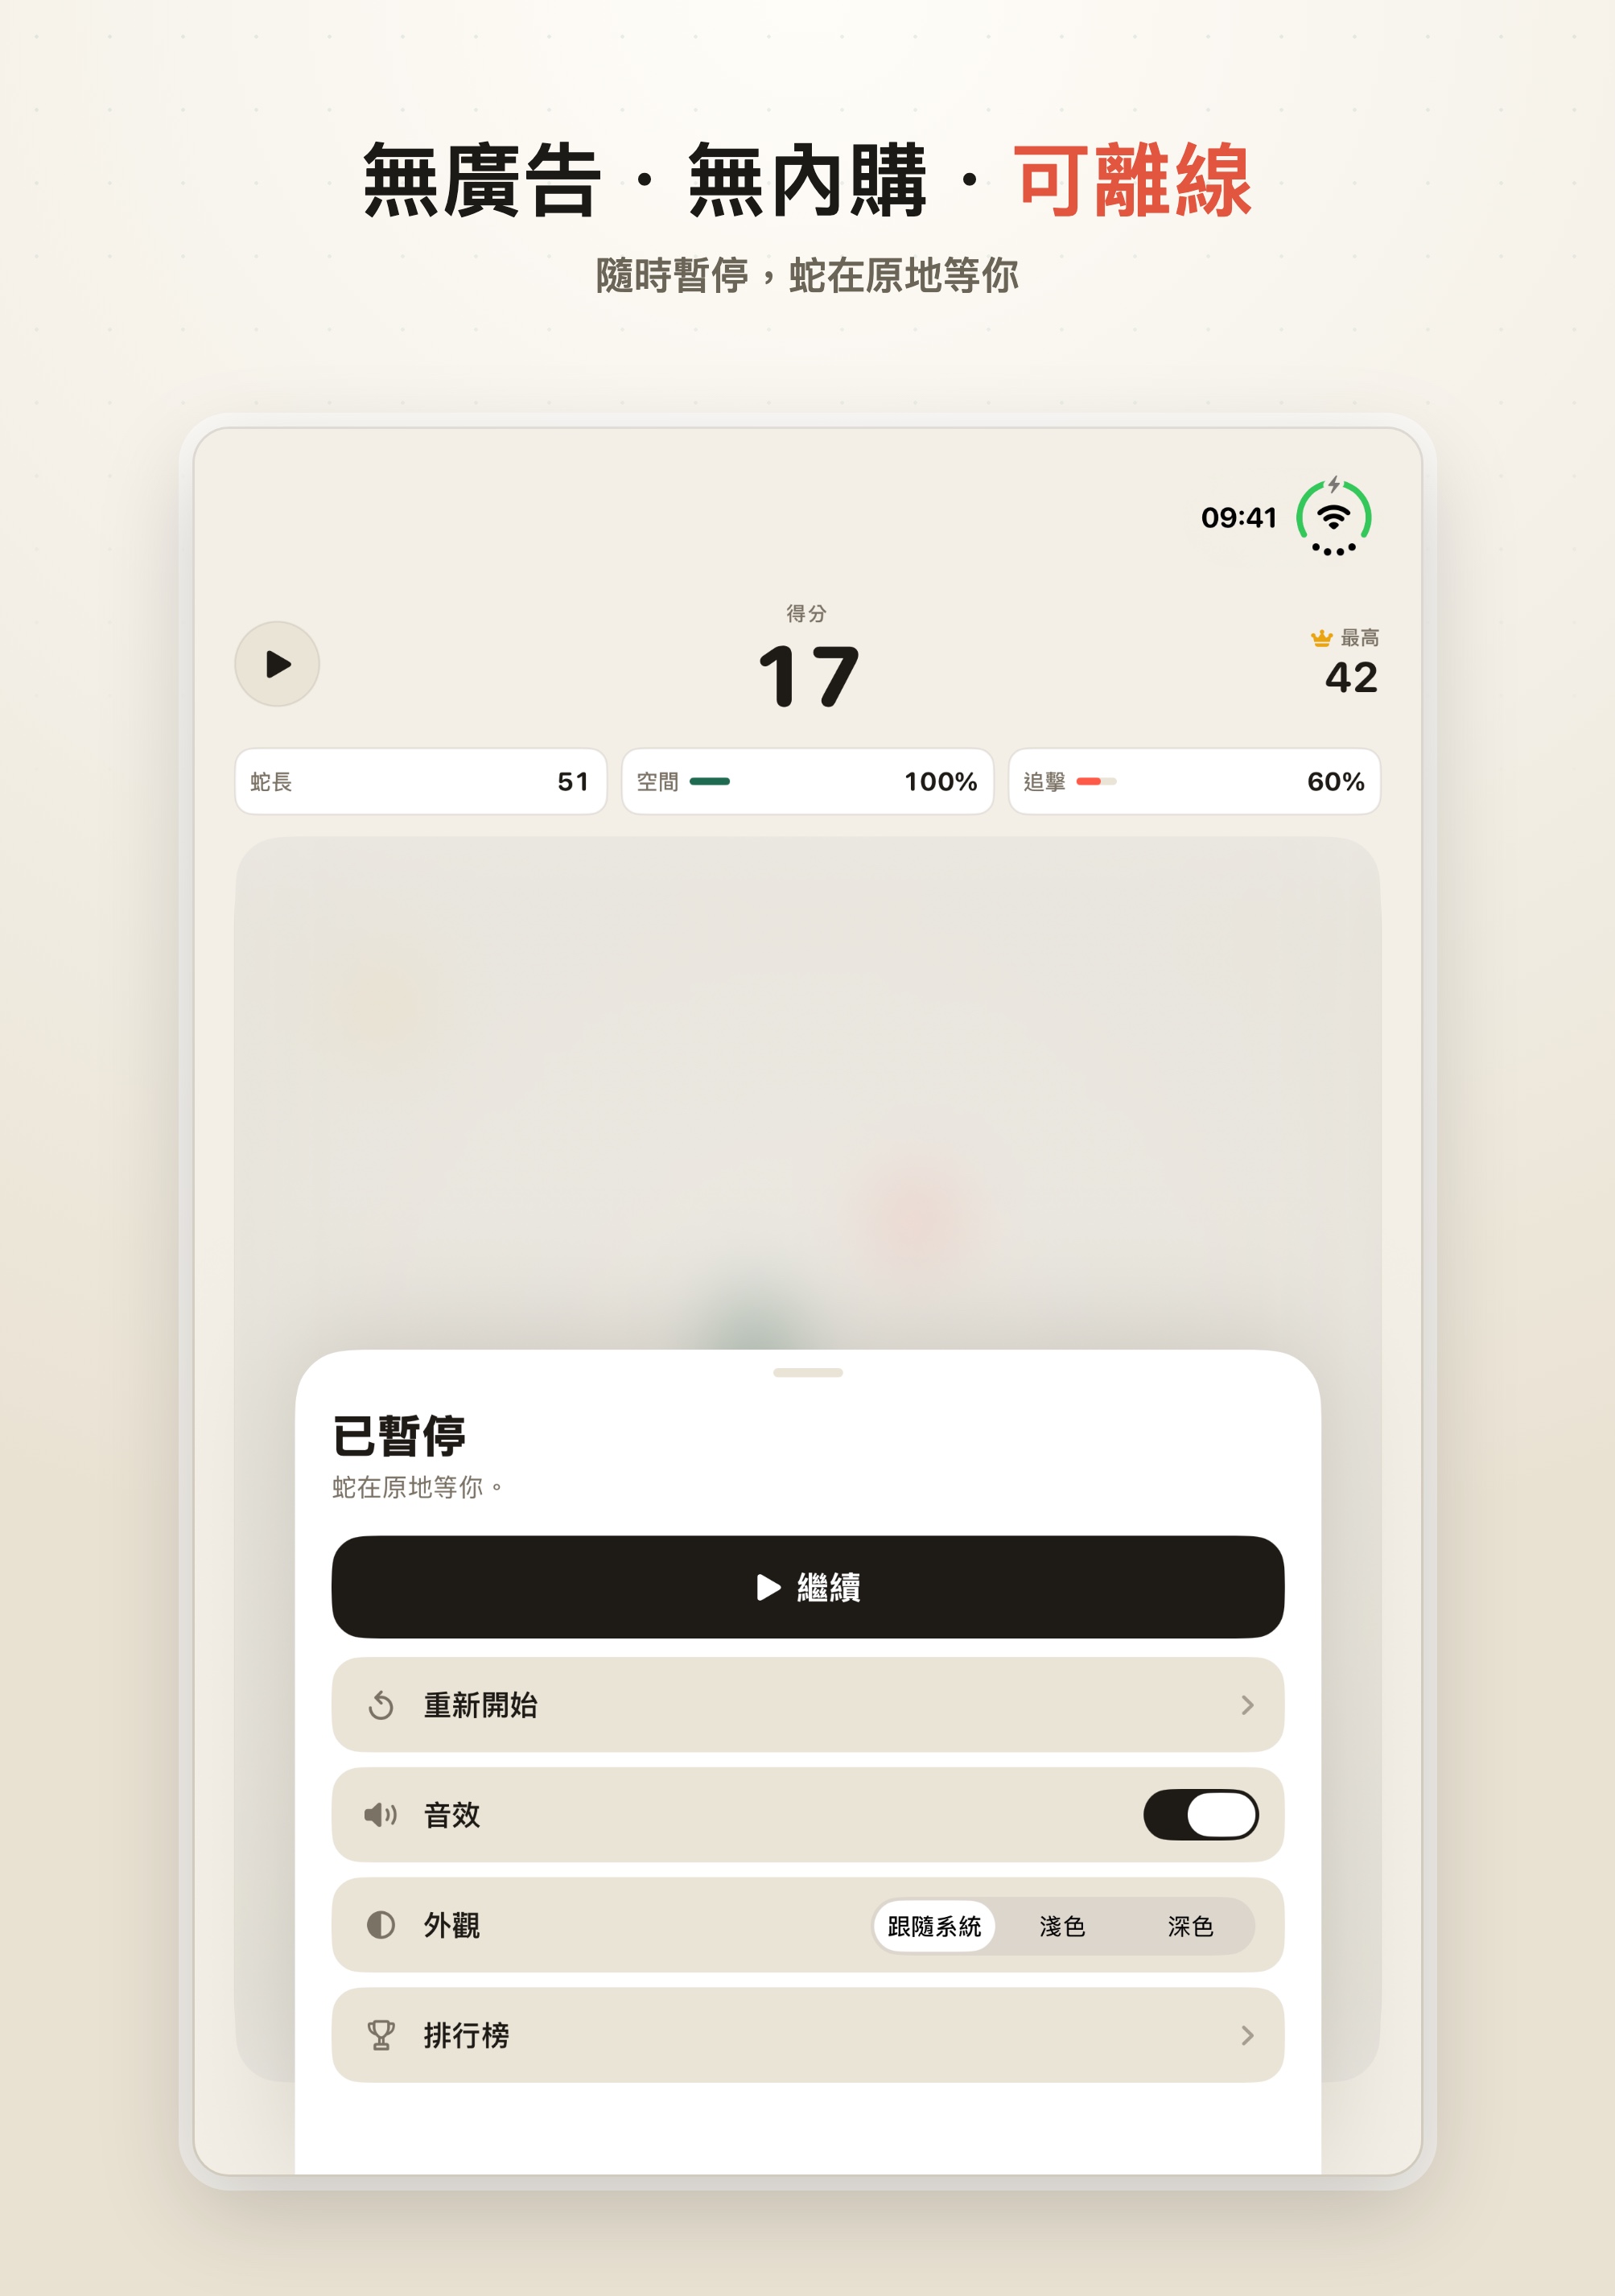 無廣告 · 無內購 · 可離線
隨時暫停，蛇在原地等你
09:41
得分
17
最高
42
蛇長 51
空間 100%
追擊 60%
已暫停
蛇在原地等你。
繼續
重新開始
音效
外觀 跟隨系統 淺色 深色
排行榜